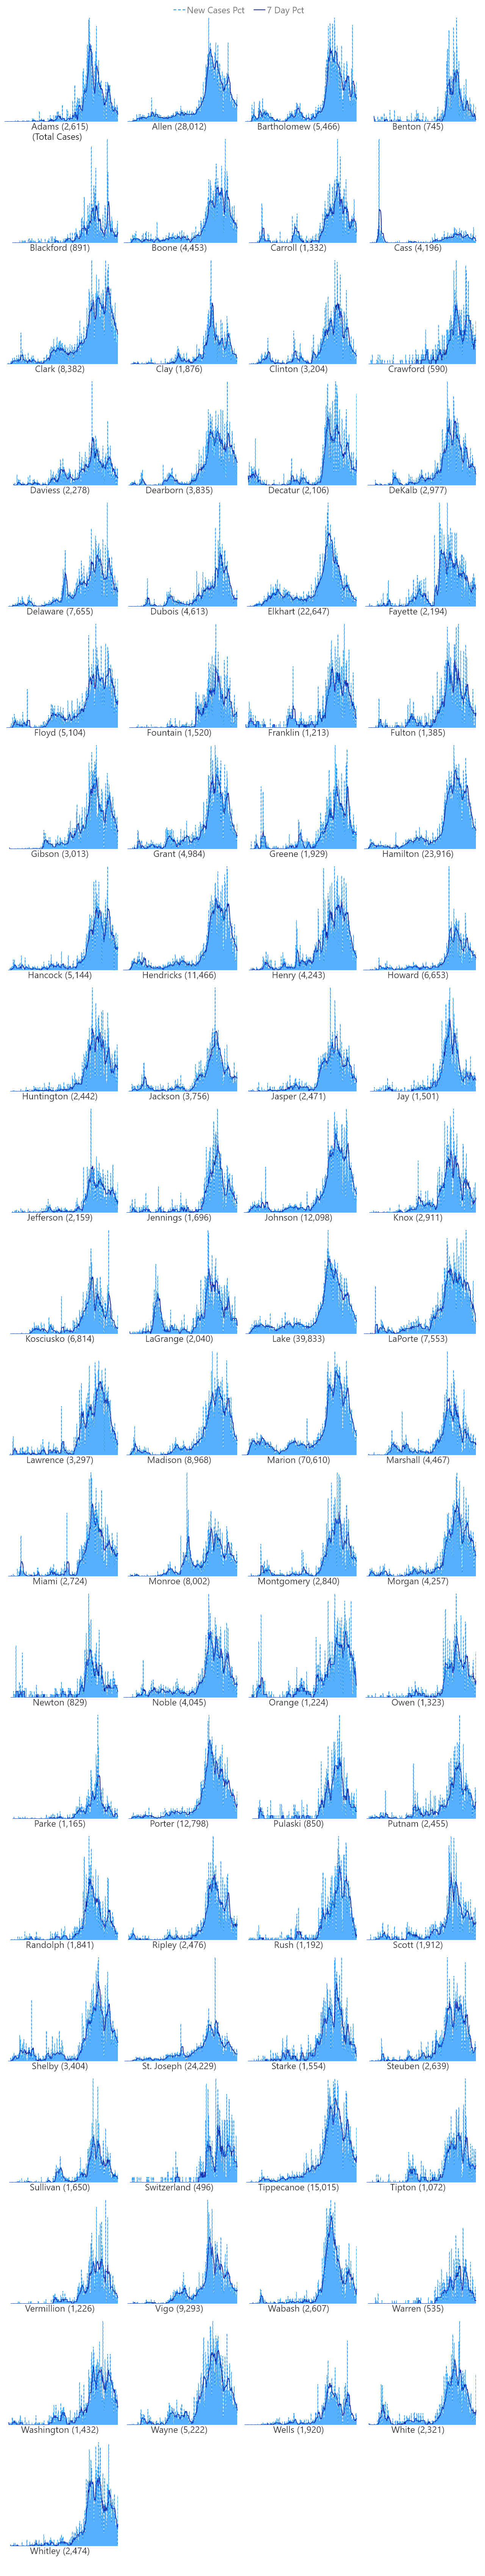 New Cases Pct 7 Day Pct
Adams (2,615) Allen (28,012) Bartholomew (5,466) Benton (745)
(Total Cases)
Blackford (891) Boone (4,453) Carroll (1,332) Cass (4,196)
Clark (8,382) Clay (1,876) Clinton (3,204) Crawford (590)
Daviess (2,278) Dearborn (3,835) Decatur (2,106) DeKalb (2,977)
Delaware (7,655) Dubois (4,613) Elkhart (22,647) Fayette (2,194)
Floyd (5,104) Fountain (1,520) Franklin (1,213) Fulton (1,385)
Gibson (3,013) Grant (4,984) Greene (1,929) Hamilton (23,916)
Hancock (5,144) Hendricks (11,466) Henry (4,243) Howard (6,653)
Huntington (2,442) Jackson (3,756) Jasper (2,471) Jay (1,501)
Jefferson (2,159) Jennings (1,696) Johnson (12,098) Knox (2,911)
Kosciusko (6,814) LaGrange (2,040) Lake (39,833) LaPorte (7,553)
Lawrence (3,297) Madison (8,968) Marion (70,610) Marshall (4,467)
Miami (2,724) Monroe (8,002) Montgomery (2,840) Morgan (4,257)
Newton (829) Noble (4,045) Orange (1,224) Owen (1,323)
Parke (1,165) Porter (12,798) Pulaski (850) Putnam (2,455)
Randolph (1,841) Ripley (2,476) Rush (1,192) Scott (1,912)
Shelby (3,404) St. Joseph (24,229) Starke (1,554) Steuben (2,639)
Sullivan (1,650) Switzerland (496) Tippecanoe (15,015) Tipton (1,072)
Vermillion (1,226) Vigo (9,293) Wabash (2,607) Warren (535)
Washington (1,432) Wayne (5,222) Wells (1,920) White (2,321)
Whitley (2,474)